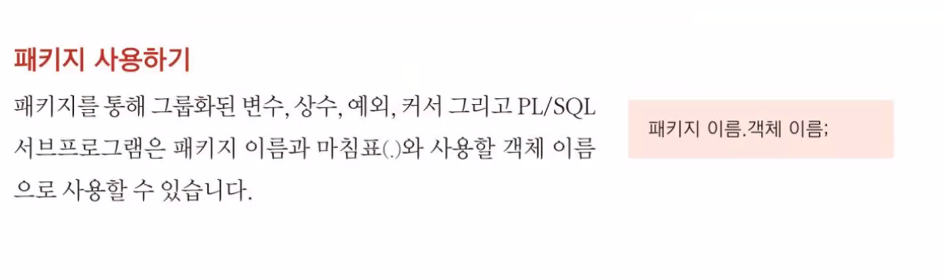 패키지 사용하기
패키지를 통해 그룹화된 변수, 상수, 예외, 커서 그리고 PL/SQL
서브프로그램은 패키지 이름과 마침표(.)와 사용할 객체 이름
으로 사용할 수 있습니다.
패키지 이름.객체 이름;